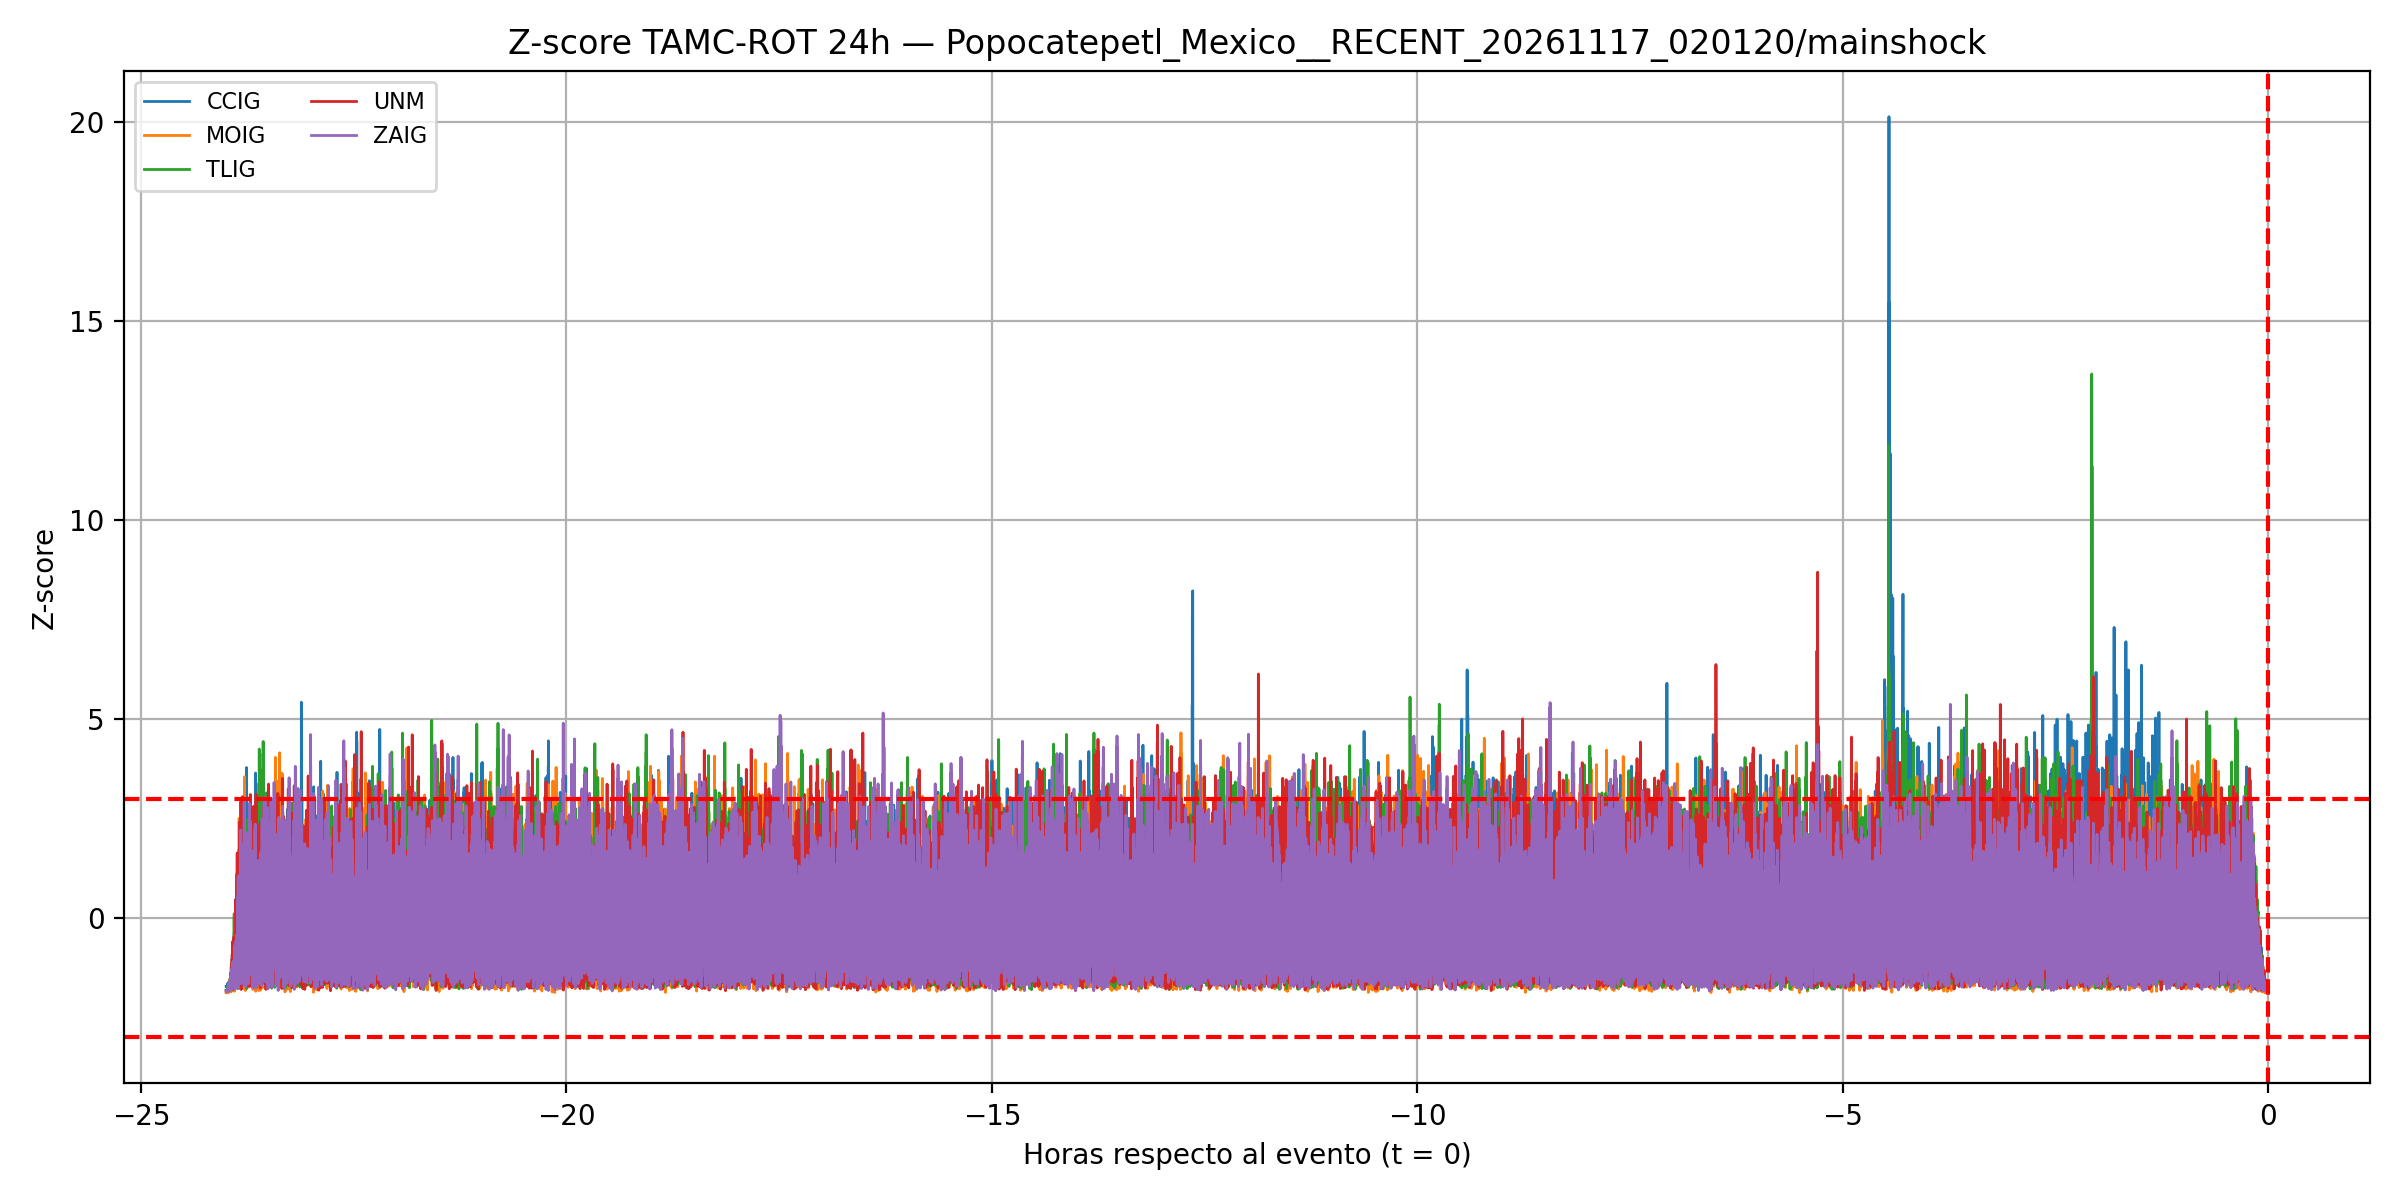 Z-score TAMC-ROT 24h — Popocatepetl_Mexico__RECENT_20261117_020120/mainshock
CCIG
MOIG
TLIG
UNM
ZAIG
20
15
10
5
0
Z-score
−25
−20
−15
−10
−5
0
Horas respecto al evento (t = 0)